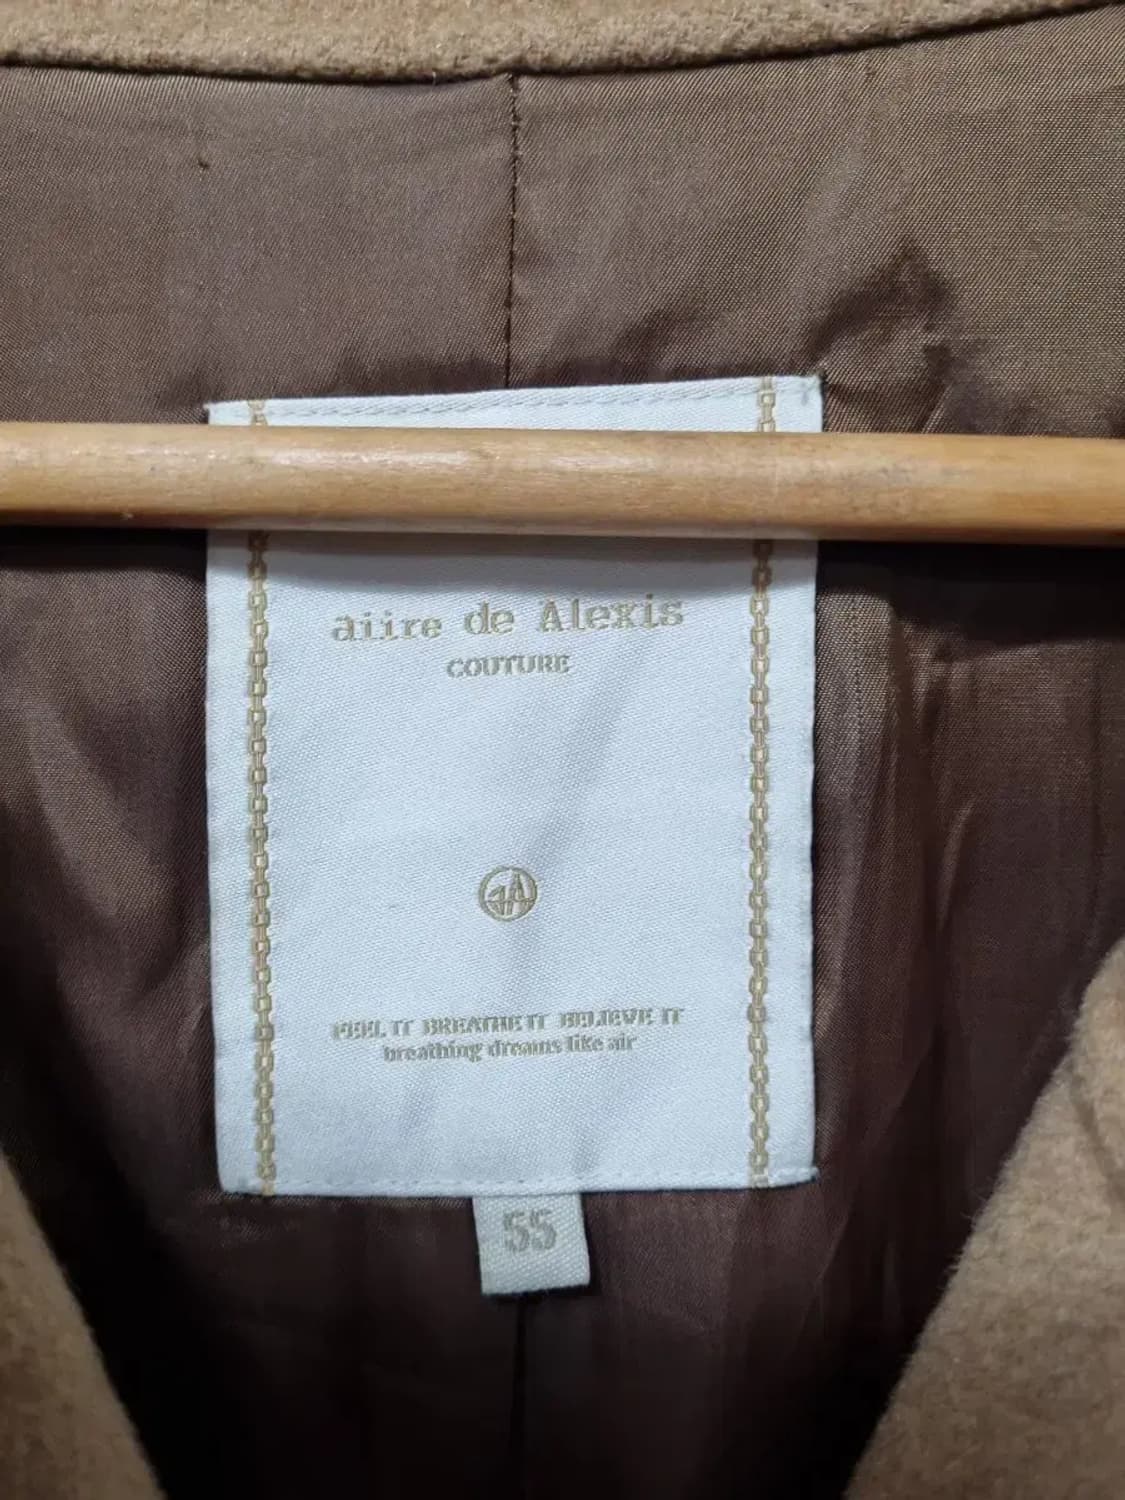 aiire de Alexis
COUTURE
FEEL IT BREATHE IT BELIEVE IT
breathing dreams like air
55